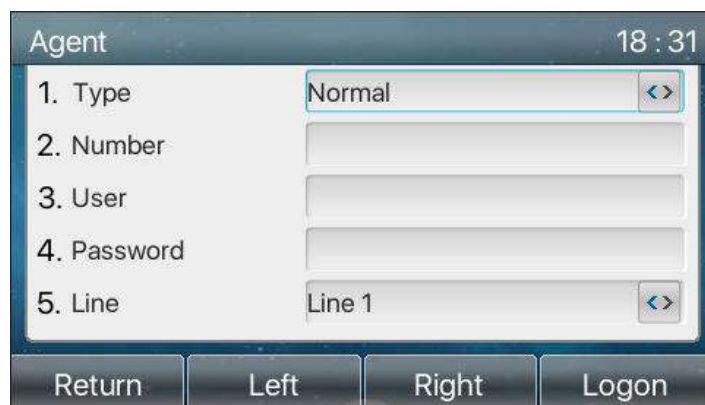 Agent 18 : 31
1. Type Normal <>
2. Number
3. User
4. Password
5. Line Line 1 <>
Return Left Right Logon